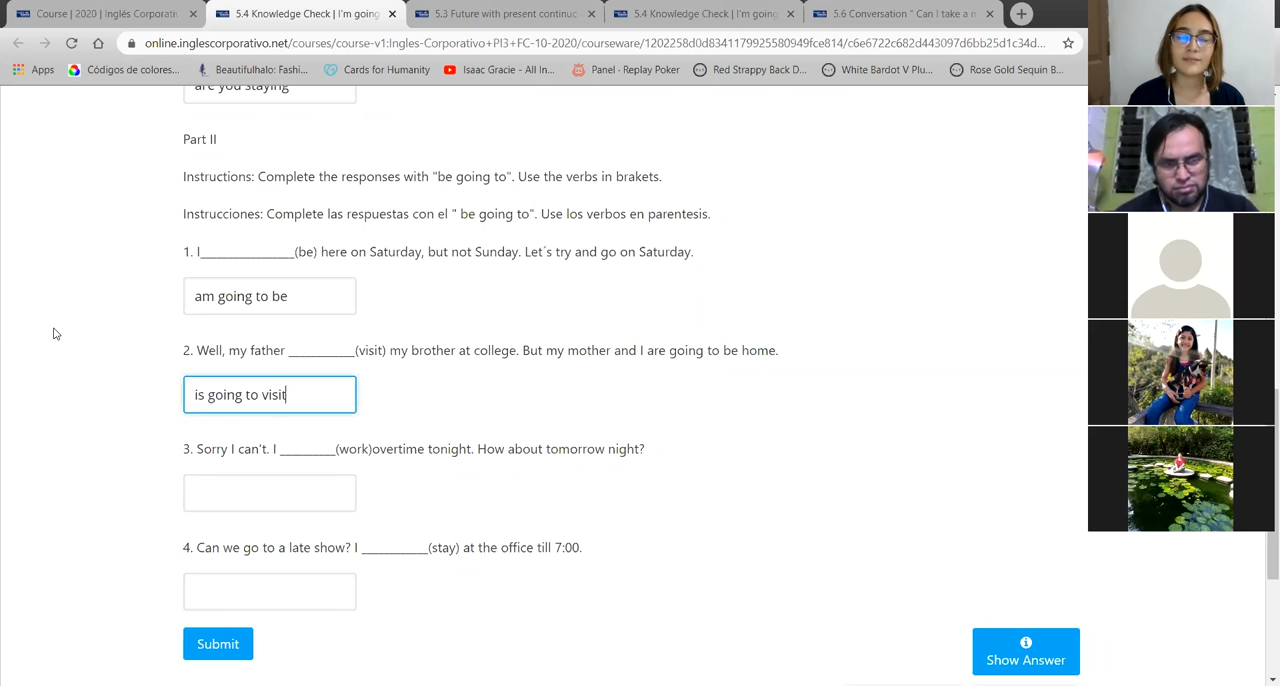 Course | 2020 | Inglés Corporati
5.4 Knowledge Check | I'm going
5.3 Future with present continuc
5.4 Knowledge Check | I'm going
5.6 Conversation " Can I take a n
online.inglescorporativo.net/courses/course-v1:Ingles-Corporativo+PI3+FC-10-2020/courseware/1202258d0d8341179925580949fce814/c6e6722c682d443097d6bb25d1c34d...
Apps
Códigos de colores...
Beautifulhalo: Fashi...
Cards for Humanity
Isaac Gracie - All In...
Panel · Replay Poker
Red Strappy Back D...
White Bardot V Plu...
Rose Gold Sequin B...
are you staying
Part II
Instructions: Complete the responses with "be going to". Use the verbs in brakets.
Instrucciones: Complete las respuestas con el " be going to". Use los verbos en parentesis.
1. I______________(be) here on Saturday, but not Sunday. Let´s try and go on Saturday.
am going to be
2. Well, my father __________(visit) my brother at college. But my mother and I are going to be home.
is going to visit
3. Sorry I can't. I ________(work)overtime tonight. How about tomorrow night?
4. Can we go to a late show? I __________(stay) at the office till 7:00.
Submit
Show Answer